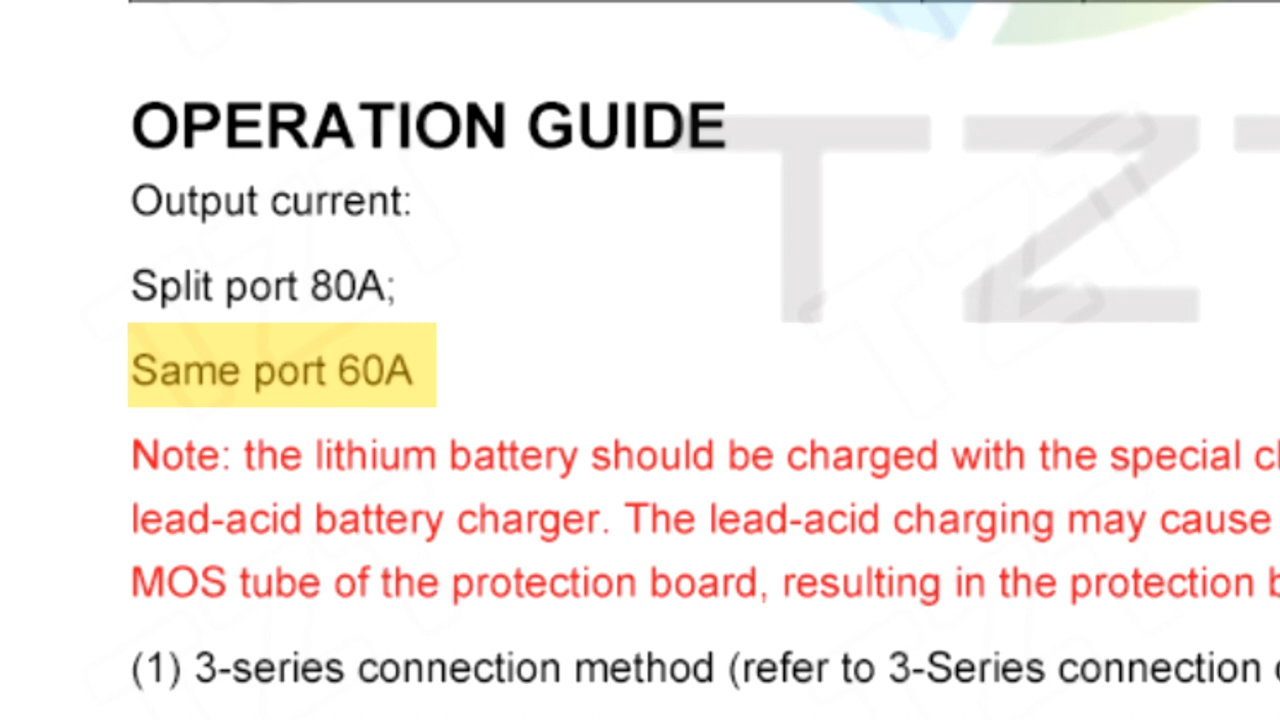 OPERATION GUIDE
Output current:
Split port 80A;
Same port 60A
Note: the lithium battery should be charged with the special
lead-acid battery charger. The lead-acid charging may cause
MOS tube of the protection board, resulting in the protection
(1) 3-series connection method (refer to 3-Series connection
TZT